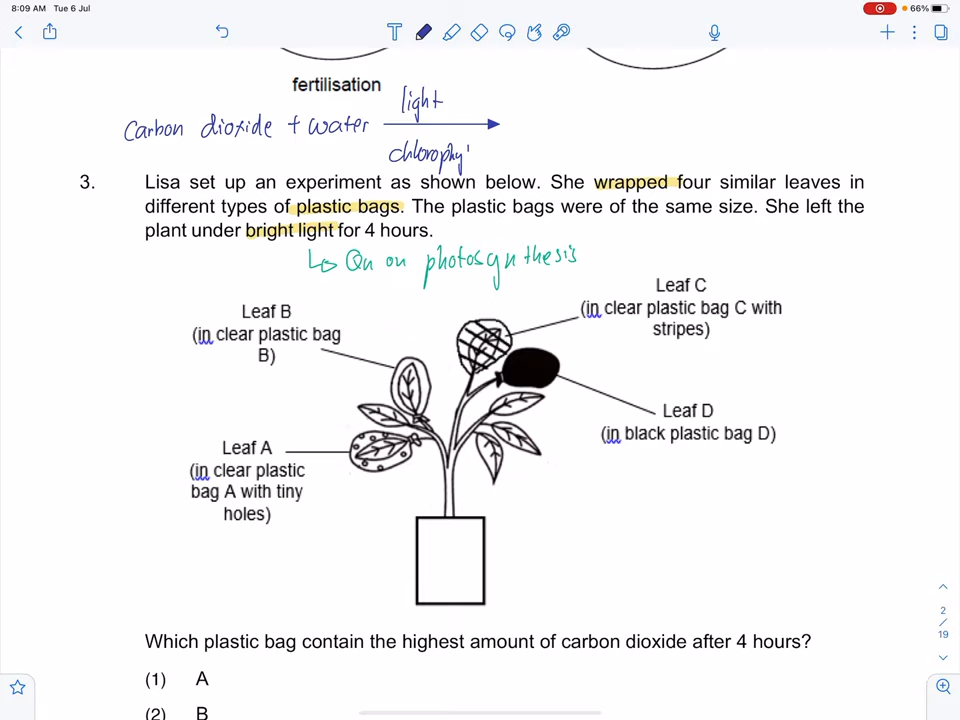 8:09 AM Tue 6 Jul
66%
fertilisation
light
Carbon dioxide + water
chlorophy
3. Lisa set up an experiment as shown below. She wrapped four similar leaves in
different types of plastic bags. The plastic bags were of the same size. She left the
plant under bright light for 4 hours.
↳ Qn on photosynthesis
Leaf C
(in clear plastic bag C with
stripes)
Leaf B
(in clear plastic bag
B)
Leaf D
(in black plastic bag D)
Leaf A
(in clear plastic
bag A with tiny
holes)
Which plastic bag contain the highest amount of carbon dioxide after 4 hours?
(1) A
(2) B
2
/
19